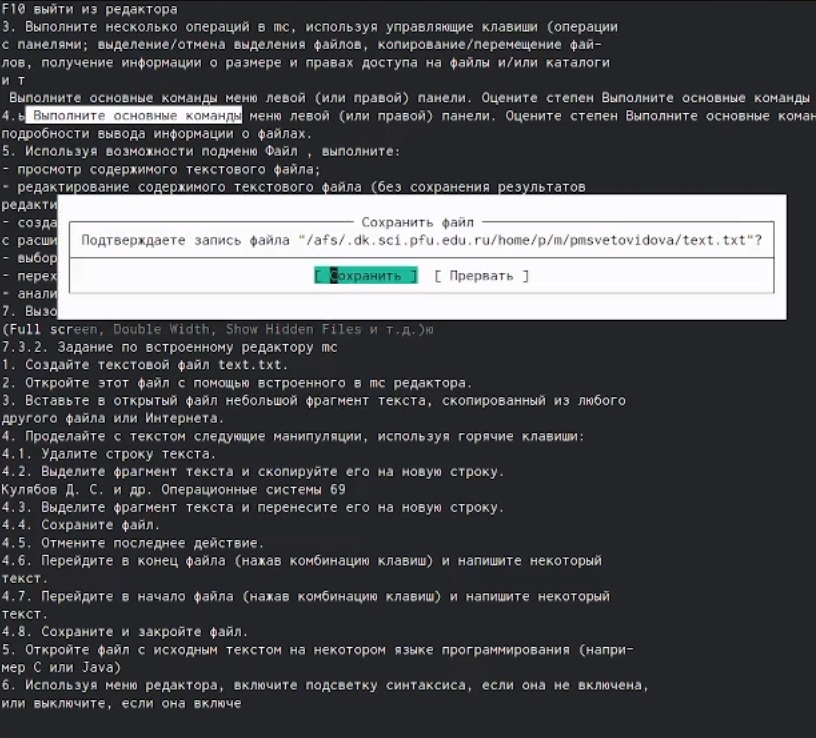 F10 выйти из редактора
3. Выполните несколько операций в mc, используя управляющие клавиши (операции
с панелями; выделение/отмена выделения файлов, копирование/перемещение фай-
лов, получение информации о размере и правах доступа на файлы и/или каталоги
и т
Выполните основные команды меню левой (или правой) панели. Оцените степен Выполните основные команды
4.ь Выполните основные команды меню левой (или правой) панели. Оцените степен Выполните основные коман
подробности вывода информации о файлах.
5. Используя возможности подменю Файл , выполните:
- просмотр содержимого текстового файла;
- редактирование содержимого текстового файла (без сохранения результатов
редакти
- созда
с расши
- выбор
- перех
- анали
7. Вызо
Сохранить файл
Подтверждаете запись файла "/afs/.dk.sci.pfu.edu.ru/home/p/m/pmsvetovidova/text.txt"?
[ Сохранить ] [ Прервать ]
(Full screen, Double Width, Show Hidden Files и т.д.)ю
7.3.2. Задание по встроенному редактору mc
1. Создайте текстовой файл text.txt.
2. Откройте этот файл с помощью встроенного в mc редактора.
3. Вставьте в открытый файл небольшой фрагмент текста, скопированный из любого
другого файла или Интернета.
4. Проделайте с текстом следующие манипуляции, используя горячие клавиши:
4.1. Удалите строку текста.
4.2. Выделите фрагмент текста и скопируйте его на новую строку.
Кулябов Д. С. и др. Операционные системы 69
4.3. Выделите фрагмент текста и перенесите его на новую строку.
4.4. Сохраните файл.
4.5. Отмените последнее действие.
4.6. Перейдите в конец файла (нажав комбинацию клавиш) и напишите некоторый
текст.
4.7. Перейдите в начало файла (нажав комбинацию клавиш) и напишите некоторый
текст.
4.8. Сохраните и закройте файл.
5. Откройте файл с исходным текстом на некотором языке программирования (напри-
мер C или Java)
6. Используя меню редактора, включите подсветку синтаксиса, если она не включена,
или выключите, если она включе